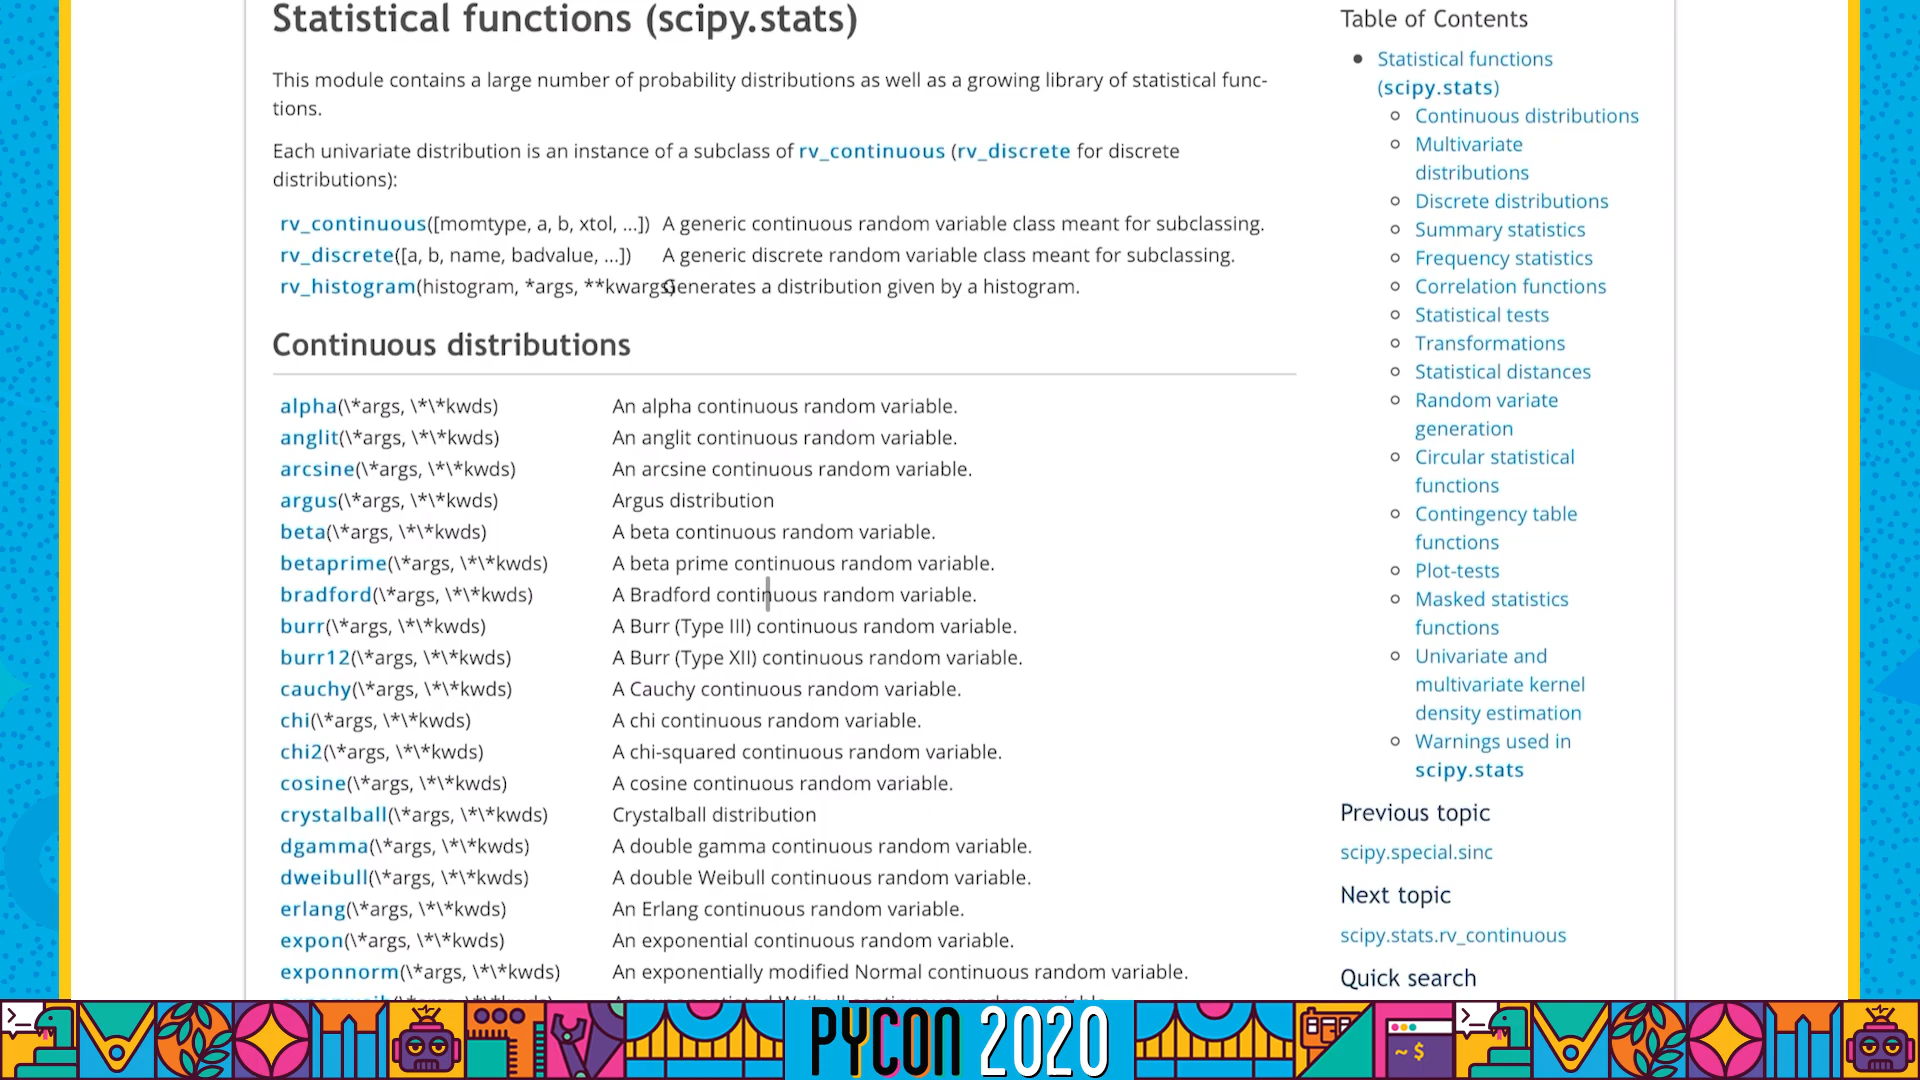 Statistical functions (scipy.stats)
This module contains a large number of probability distributions as well as a growing library of statistical func-
tions.
Each univariate distribution is an instance of a subclass of rv_continuous (rv_discrete for discrete
distributions):
rv_continuous([momtype, a, b, xtol, ...]) A generic continuous random variable class meant for subclassing.
rv_discrete([a, b, name, badvalue, ...]) A generic discrete random variable class meant for subclassing.
rv_histogram(histogram, *args, **kwargs) Generates a distribution given by a histogram.
Continuous distributions
alpha(\*args, \*\*kwds) An alpha continuous random variable.
anglit(\*args, \*\*kwds) An anglit continuous random variable.
arcsine(\*args, \*\*kwds) An arcsine continuous random variable.
argus(\*args, \*\*kwds) Argus distribution
beta(\*args, \*\*kwds) A beta continuous random variable.
betaprime(\*args, \*\*kwds) A beta prime continuous random variable.
bradford(\*args, \*\*kwds) A Bradford continuous random variable.
burr(\*args, \*\*kwds) A Burr (Type III) continuous random variable.
burr12(\*args, \*\*kwds) A Burr (Type XII) continuous random variable.
cauchy(\*args, \*\*kwds) A Cauchy continuous random variable.
chi(\*args, \*\*kwds) A chi continuous random variable.
chi2(\*args, \*\*kwds) A chi-squared continuous random variable.
cosine(\*args, \*\*kwds) A cosine continuous random variable.
crystalball(\*args, \*\*kwds) Crystalball distribution
dgamma(\*args, \*\*kwds) A double gamma continuous random variable.
dweibull(\*args, \*\*kwds) A double Weibull continuous random variable.
erlang(\*args, \*\*kwds) An Erlang continuous random variable.
expon(\*args, \*\*kwds) An exponential continuous random variable.
exponnorm(\*args, \*\*kwds) An exponentially modified Normal continuous random variable.
Table of Contents
Statistical functions
(scipy.stats)
Continuous distributions
Multivariate
distributions
Discrete distributions
Summary statistics
Frequency statistics
Correlation functions
Statistical tests
Transformations
Statistical distances
Random variate
generation
Circular statistical
functions
Contingency table
functions
Plot-tests
Masked statistics
functions
Univariate and
multivariate kernel
density estimation
Warnings used in
scipy.stats
Previous topic
scipy.special.sinc
Next topic
scipy.stats.rv_continuous
Quick search
PYCON 2020
~ $